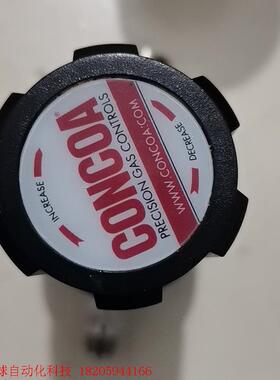 CONCOA®
PRECISION GAS CONTROLS
WWW.CONCOA.COM
INCREASE
DECREASE
球自动化科技 18205944166